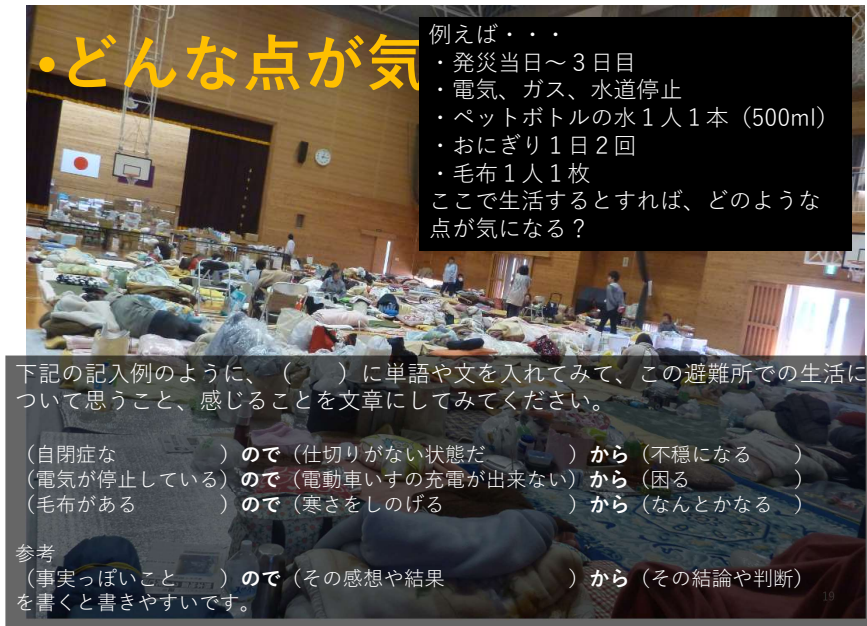 •どんな点が気
例えば・・・
・発災当日～３日目
・電気、ガス、水道停止
・ペットボトルの水１人１本（500ml）
・おにぎり１日２回
・毛布１人１枚
ここで生活するとすれば、どのような
点が気になる？
下記の記入例のように、（　　）に単語や文を入れてみて、この避難所での生活に
ついて思うこと、感じることを文章にしてみてください。
（自閉症な　　　　　）ので（仕切りがない状態だ　　　　）から（不穏になる　　）
（電気が停止している）ので（電動車いすの充電が出来ない）から（困る　　　　　）
（毛布がある　　　　）ので（寒さをしのげる　　　　　　）から（なんとかなる　）
参考
（事実っぽいこと　　）ので（その感想や結果　　　　　　）から（その結論や判断）
を書くと書きやすいです。
19